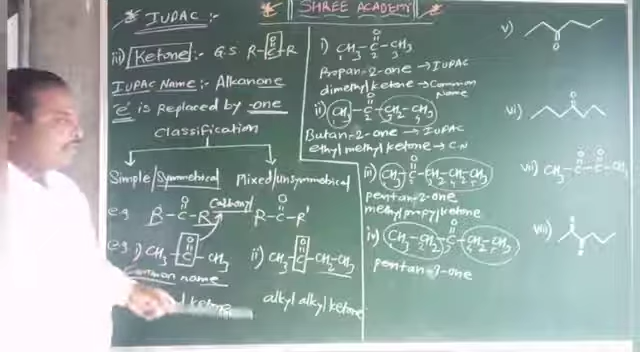 IUPAC :-
SHREE ACADEMY
iii) Ketone :- G.S R-C-R
O
IUPAC Name :- Alkanone
'e' is Replaced by -one
Classification
Simple/Symmetrical
Mixed/unsymmetrical
e.g R-C-R
O
Carbonyl
R-C-R'
O
e.g i) CH3-C-CH3
O
ii) CH3-C-CH2-CH3
O
Common name
ketone
alkyl alkyl ketone
i) CH3-C-CH3
O
1 2 3
Propan-2-one → IUPAC
dimethyl ketone → Common Name
ii) CH3-C-CH2-CH3
O
Butan-2-one → IUPAC
ethyl methyl ketone → C.N
iii) CH3-C-CH2-CH2-CH3
O
pentan-2-one
methyl propyl ketone
iv) CH3-CH2-C-CH2-CH3
O
pentan-3-one
v)
O
vi)
O
vii) CH3-C-C-CH3
O O
viii)